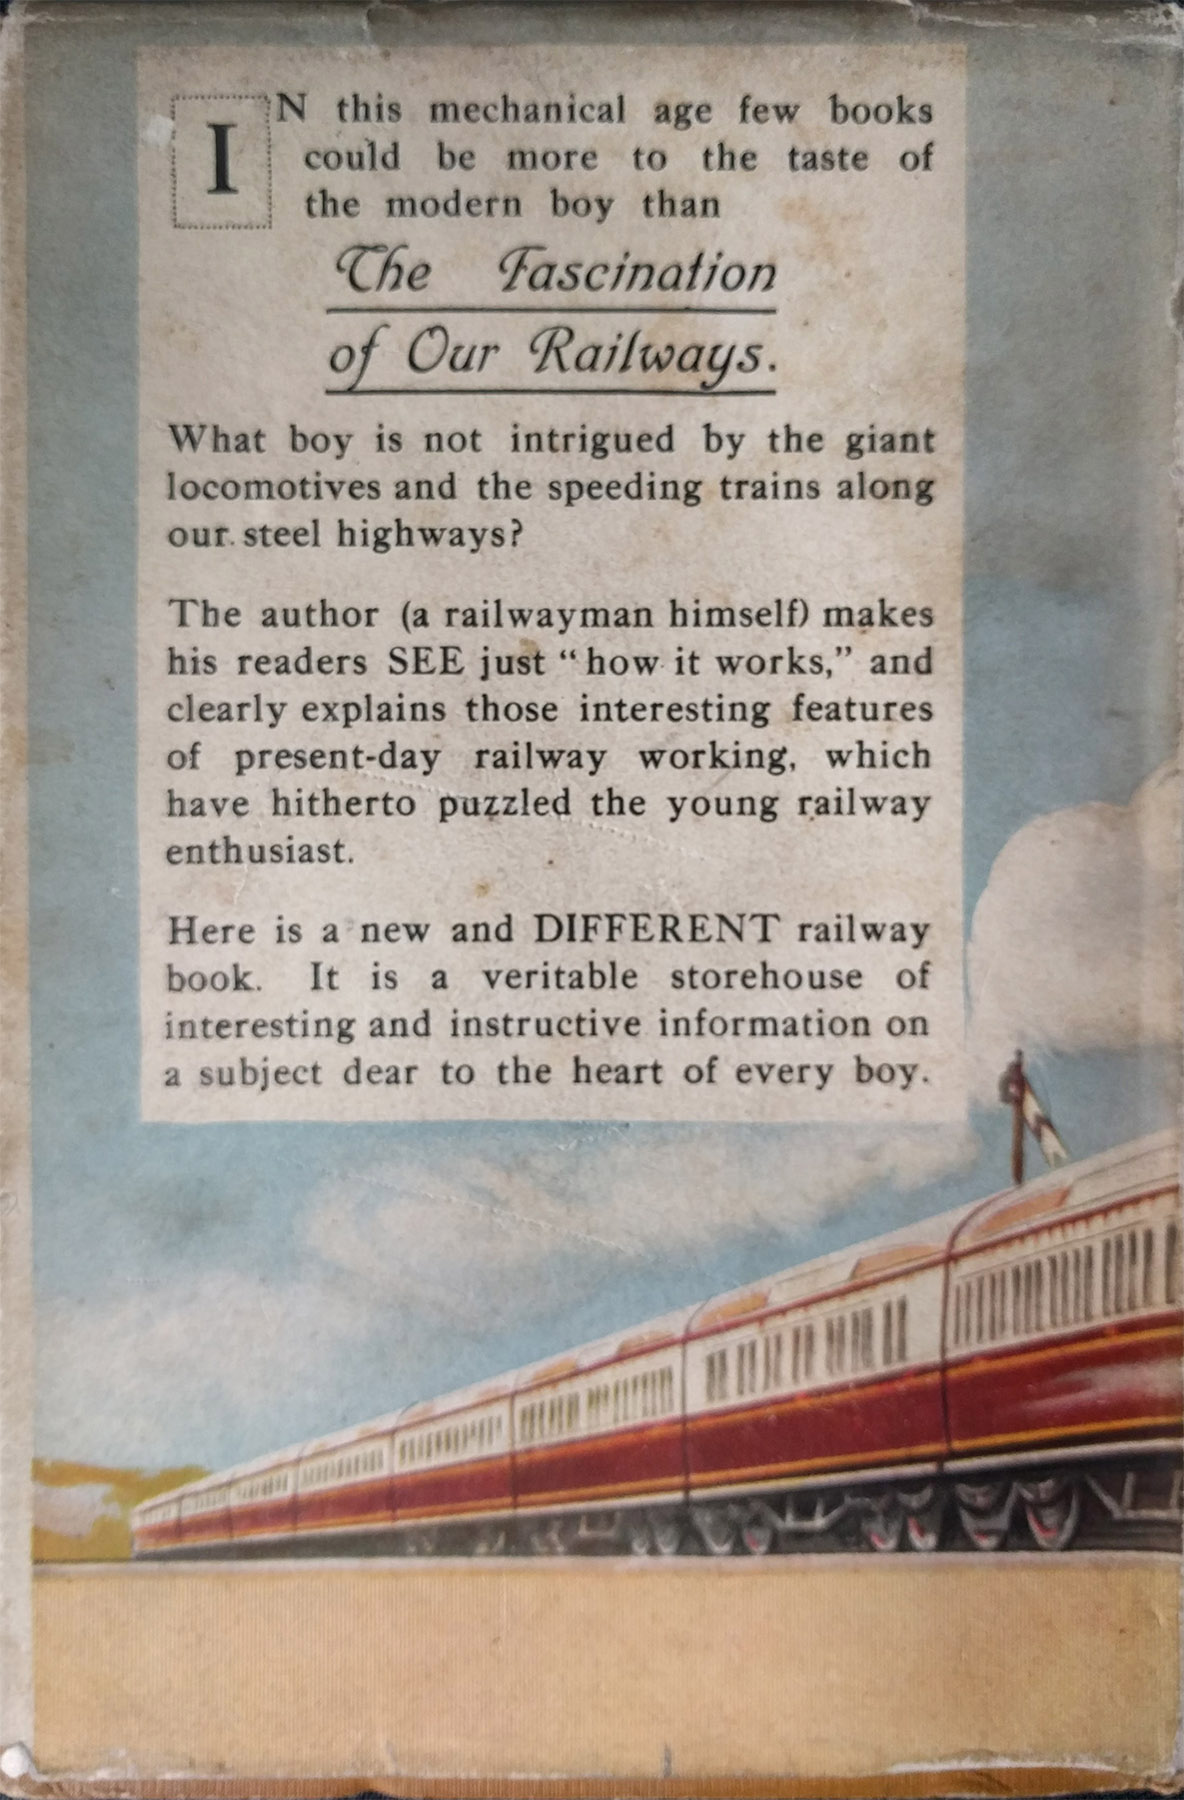 IN this mechanical age few books
could be more to the taste of
the modern boy than
The Fascination
of Our Railways.
What boy is not intrigued by the giant
locomotives and the speeding trains along
our steel highways?
The author (a railwayman himself) makes
his readers SEE just “how it works,” and
clearly explains those interesting features
of present-day railway working, which
have hitherto puzzled the young railway
enthusiast.
Here is a new and DIFFERENT railway
book. It is a veritable storehouse of
interesting and instructive information on
a subject dear to the heart of every boy.